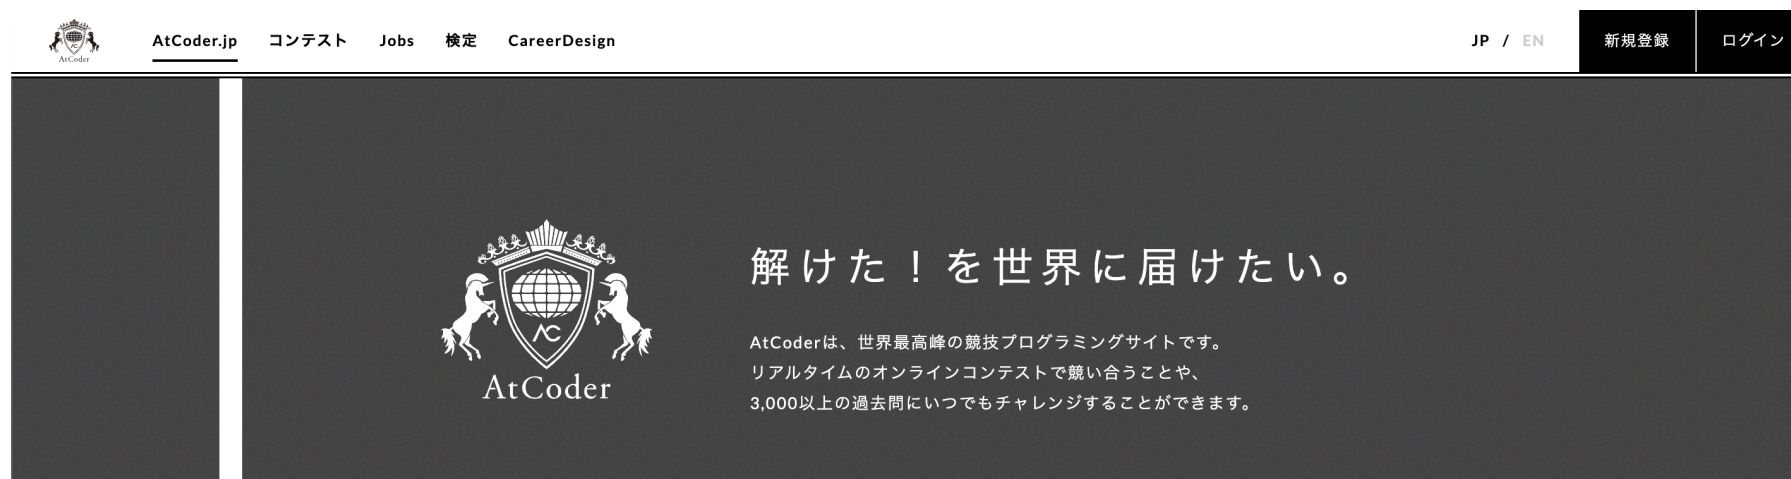 AtCoder
AtCoder.jp コンテスト Jobs 検定 CareerDesign JP / EN 新規登録 ログイン
AC
AtCoder
解けた！を世界に届けたい。
AtCoderは、世界最高峰の競技プログラミングサイトです。
リアルタイムのオンラインコンテストで競い合うことや、
3,000以上の過去問にいつでもチャレンジすることができます。